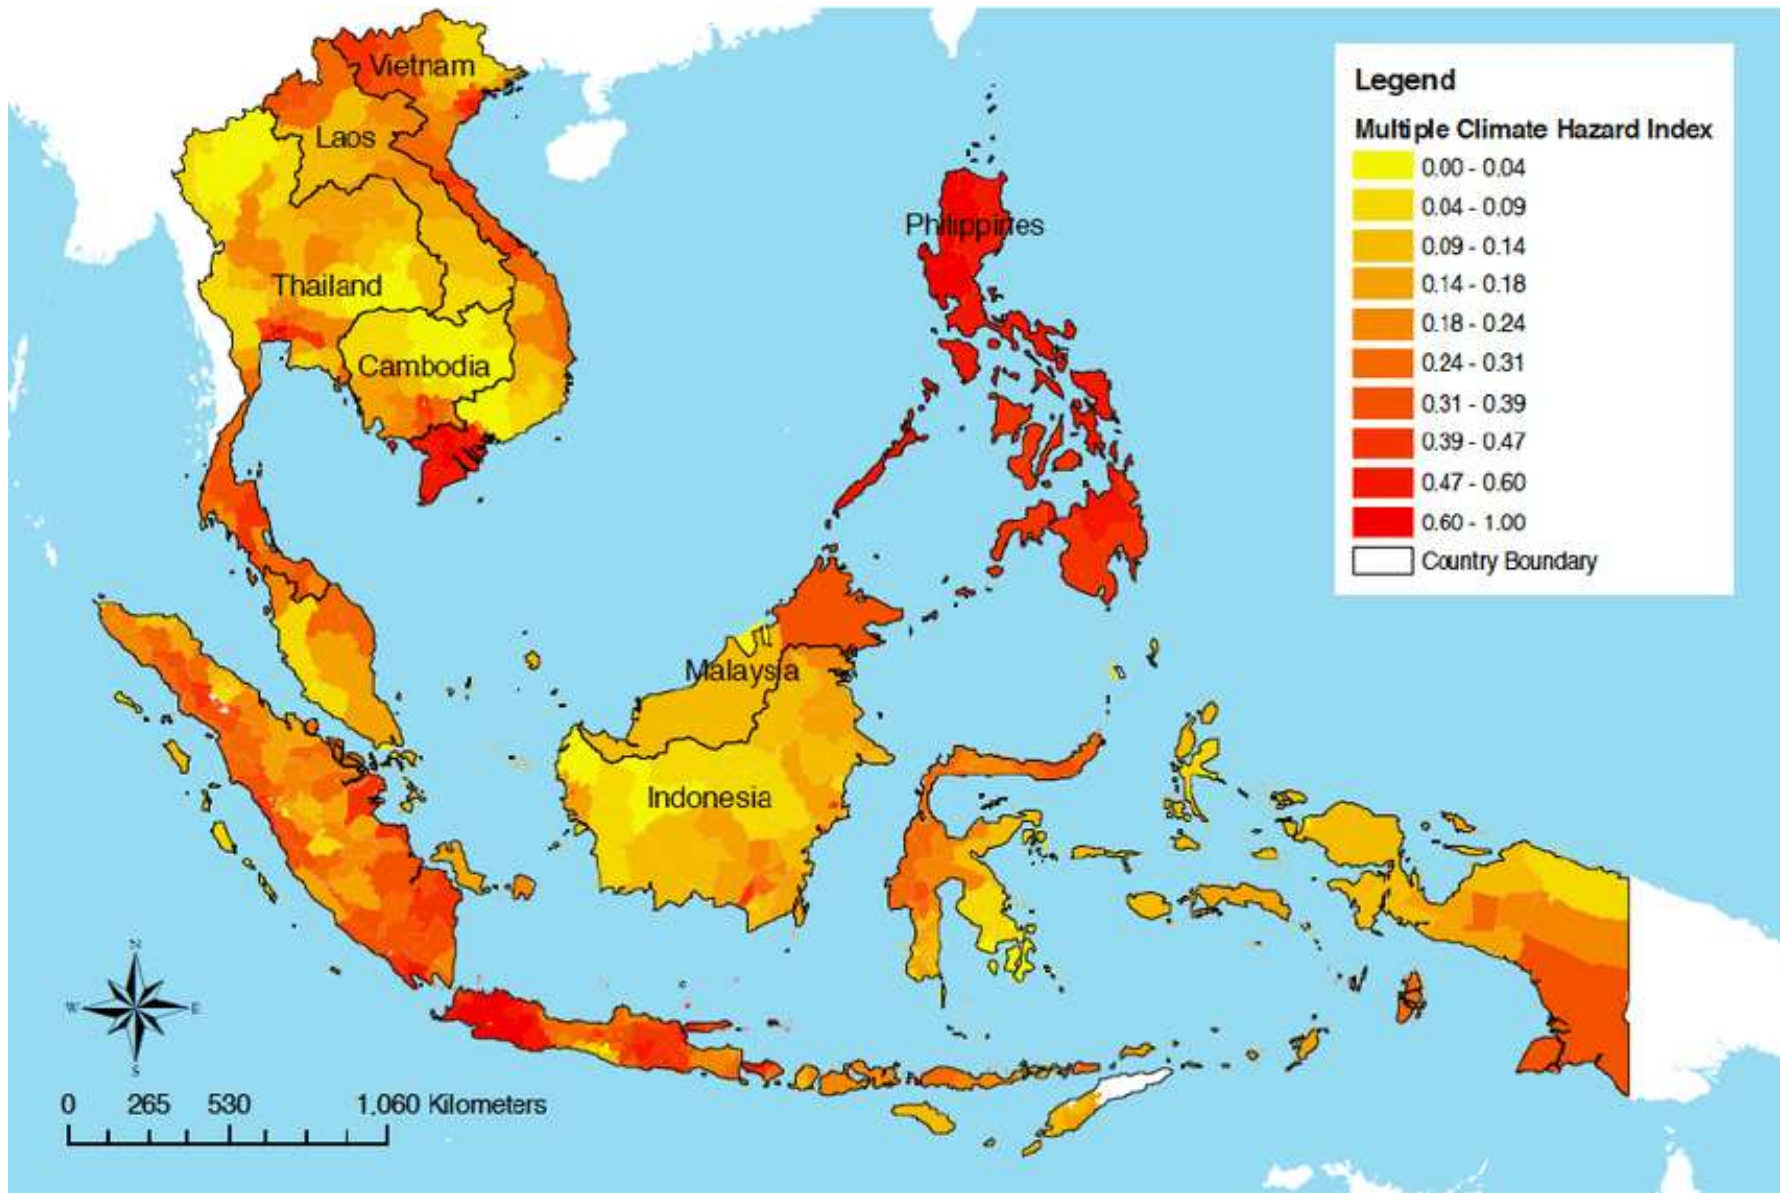 Vietnam
Laos
Thailand
Cambodia
Philippines
Malaysia
Indonesia
Legend
Multiple Climate Hazard Index
0.00 - 0.04
0.04 - 0.09
0.09 - 0.14
0.14 - 0.18
0.18 - 0.24
0.24 - 0.31
0.31 - 0.39
0.39 - 0.47
0.47 - 0.60
0.60 - 1.00
Country Boundary
N
W E
S
0 265 530 1.060 Kilometers